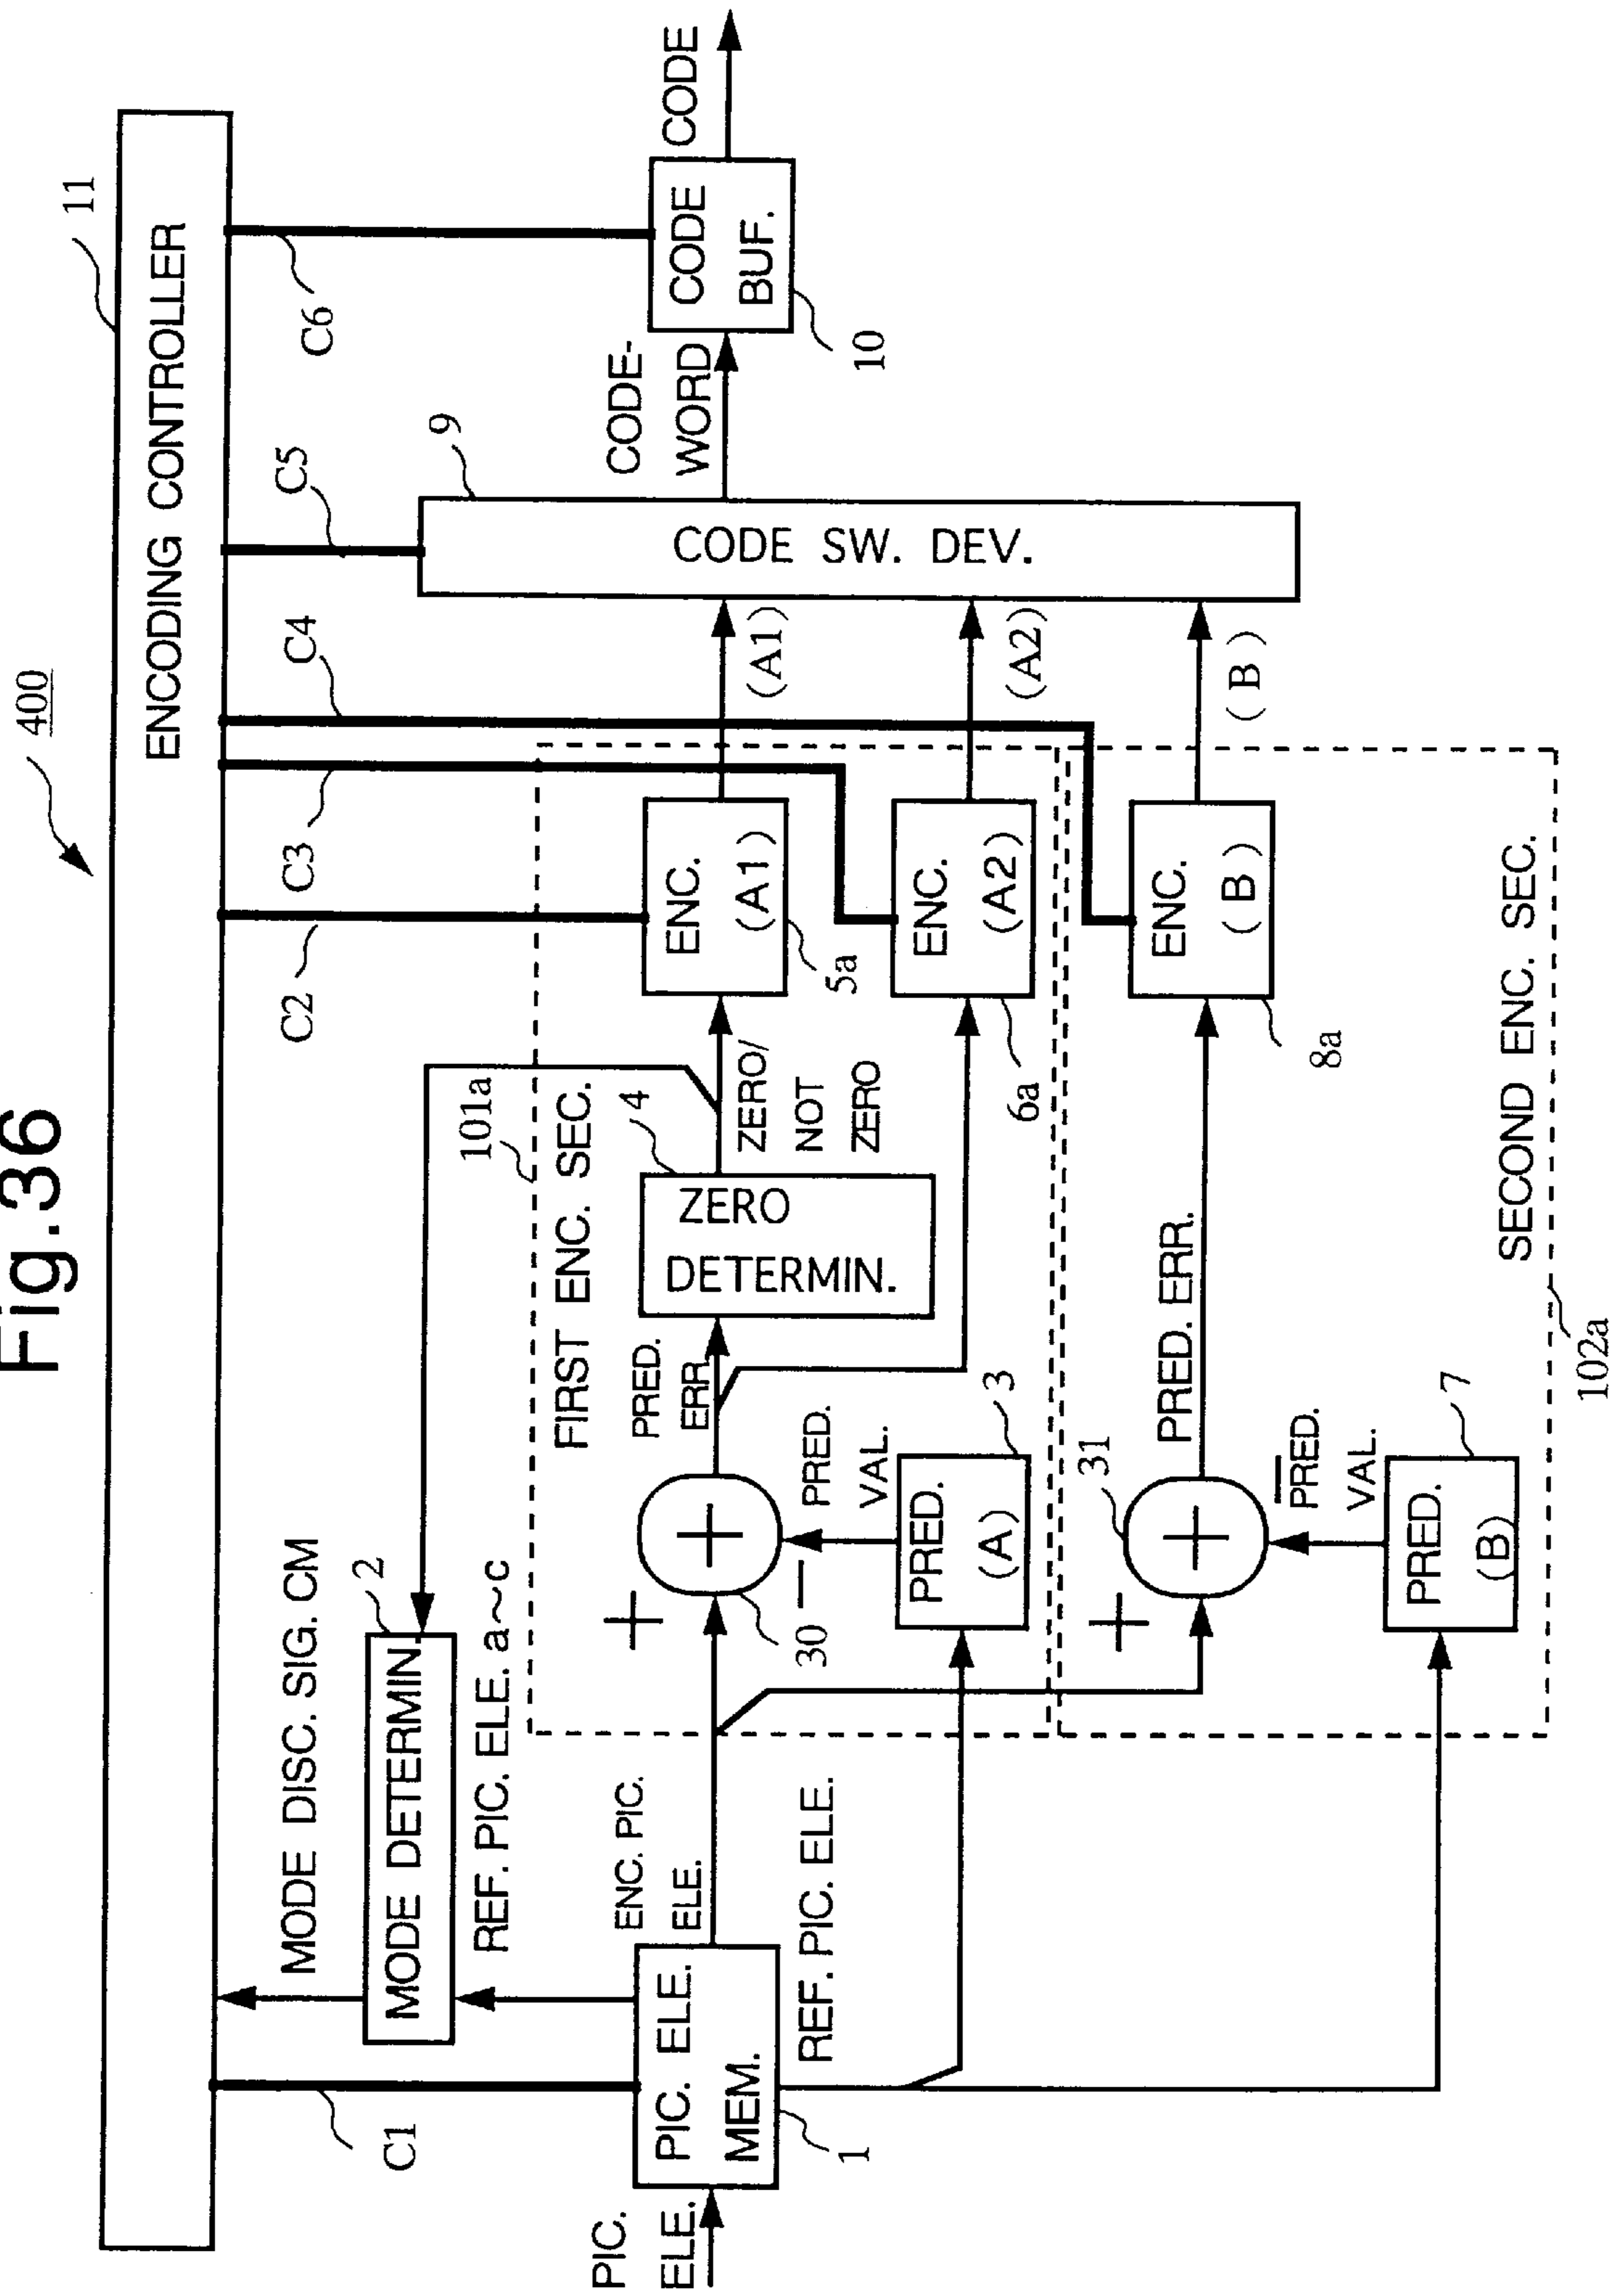 Fig.36
400
11
ENCODING CONTROLLER
C1
MODE DISC. SIG. CM
C2
C3
C4
C5
C6
MODE DETERMIN.
2
REF. PIC. ELE. a~c
101a
9
PIC.
ELE.
PIC. ELE.
MEM.
1
ENC. PIC.
ELE.
REF. PIC. ELE.
FIRST ENC. SEC.
+
+
30
−
PRED.
ERR.
ZERO
DETERMIN.
4
ZERO/
NOT
ZERO
ENC.
(A1)
5a
(A1)
PRED.
VAL.
PRED.
(A)
3
ENC.
(A2)
6a
(A2)
CODE SW. DEV.
CODE-
WORD
CODE
BUF.
10
CODE
+
+
31
PRED. ERR.
−
PRED.
VAL.
PRED.
(B)
7
ENC.
(B)
8a
(B)
SECOND ENC. SEC.
102a